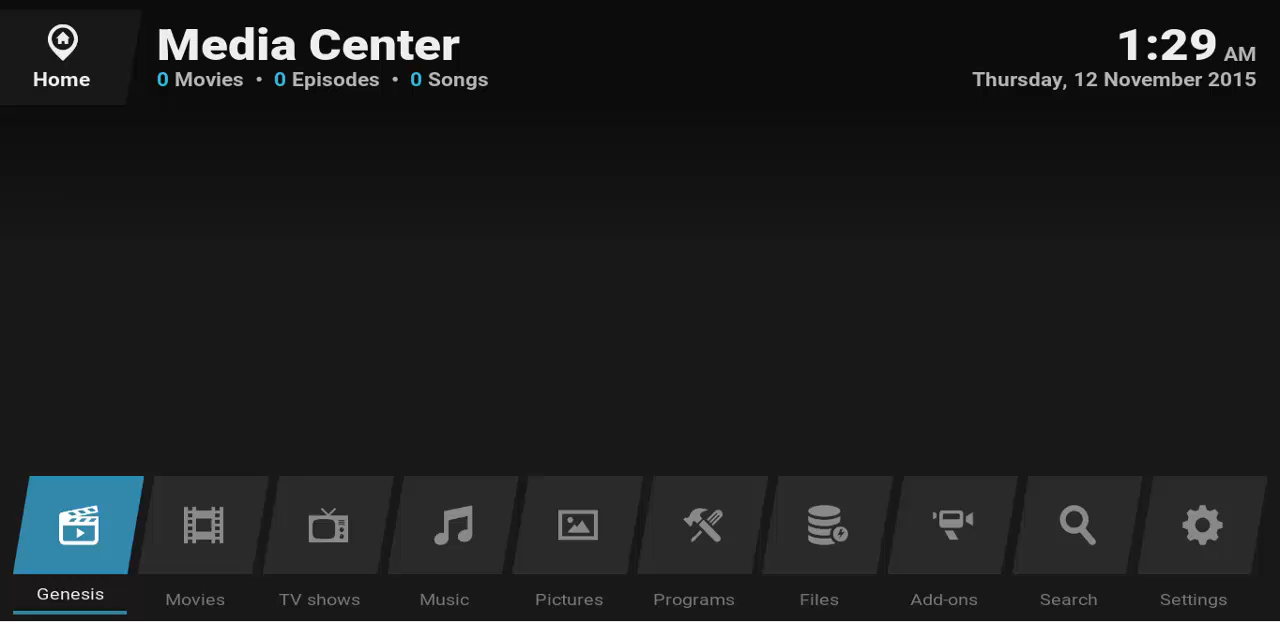 Home
Media Center
0 Movies • 0 Episodes • 0 Songs
1:29 AM
Thursday, 12 November 2015
Genesis
Movies
TV shows
Music
Pictures
Programs
Files
Add-ons
Search
Settings